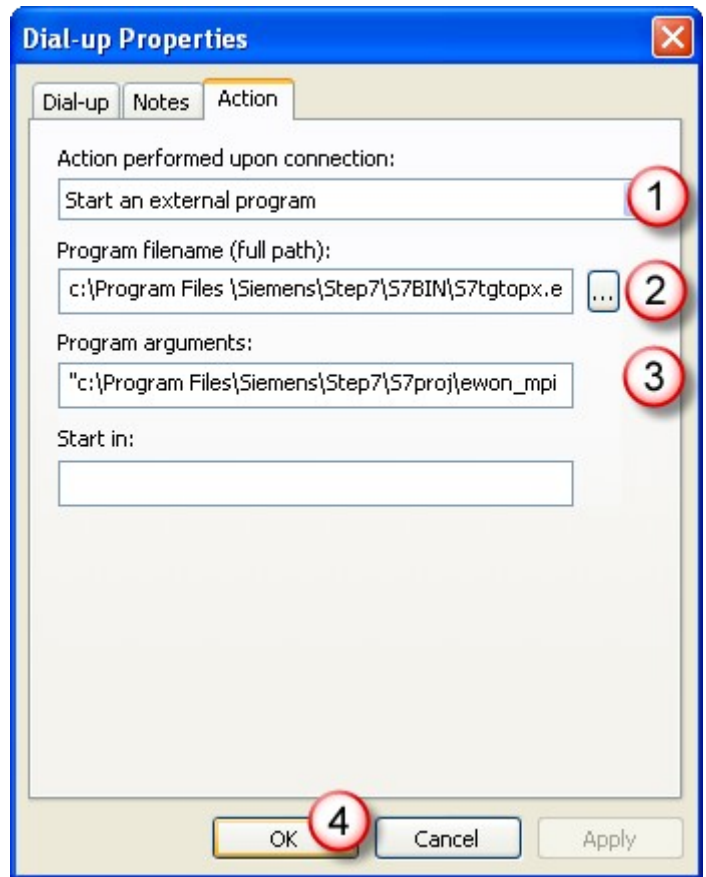 Dial-up Properties
Dial-up Notes Action
Action performed upon connection:
Start an external program
1
Program filename (full path):
c:\Program Files \Siemens\Step7\S7BIN\S7tgtopx.e
...
2
Program arguments:
"c:\Program Files\Siemens\Step7\S7proj\ewon_mpi
3
Start in:
OK 4 Cancel Apply